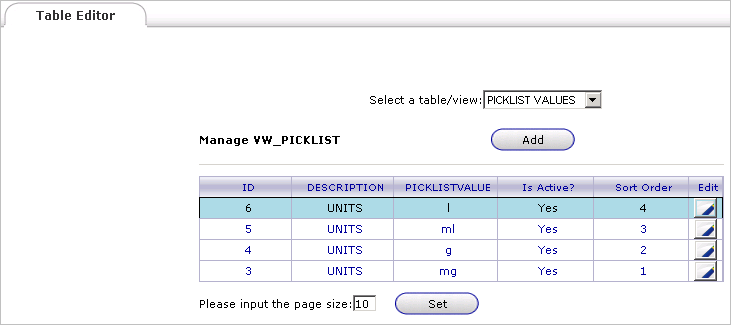 Table Editor
Select a table/view: PICKLIST VALUES
Manage VW_PICKLIST Add
ID DESCRIPTION PICKLISTVALUE Is Active? Sort Order Edit
6 UNITS l Yes 4
5 UNITS ml Yes 3
4 UNITS g Yes 2
3 UNITS mg Yes 1
Please input the page size: 10 Set